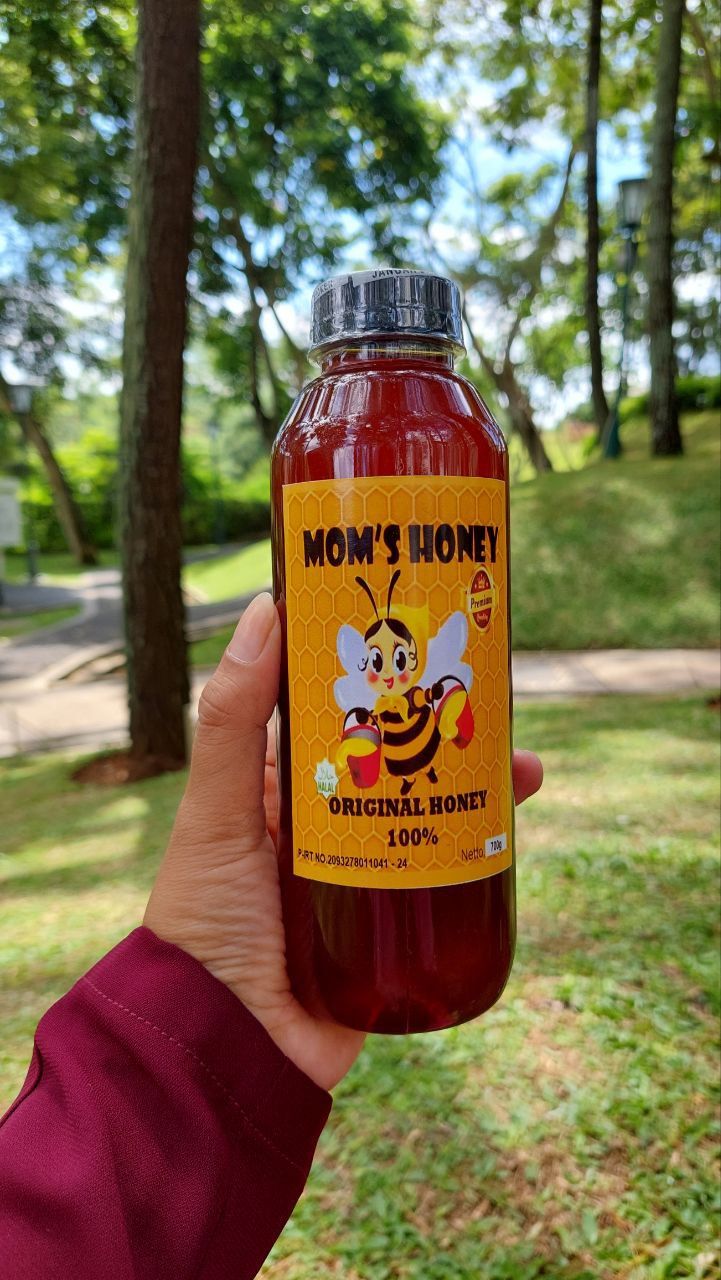 MOM'S HONEY
Premium
HALAL
ORIGINAL HONEY
100%
P-IRT NO.2093278011041 - 24
Netto 700g